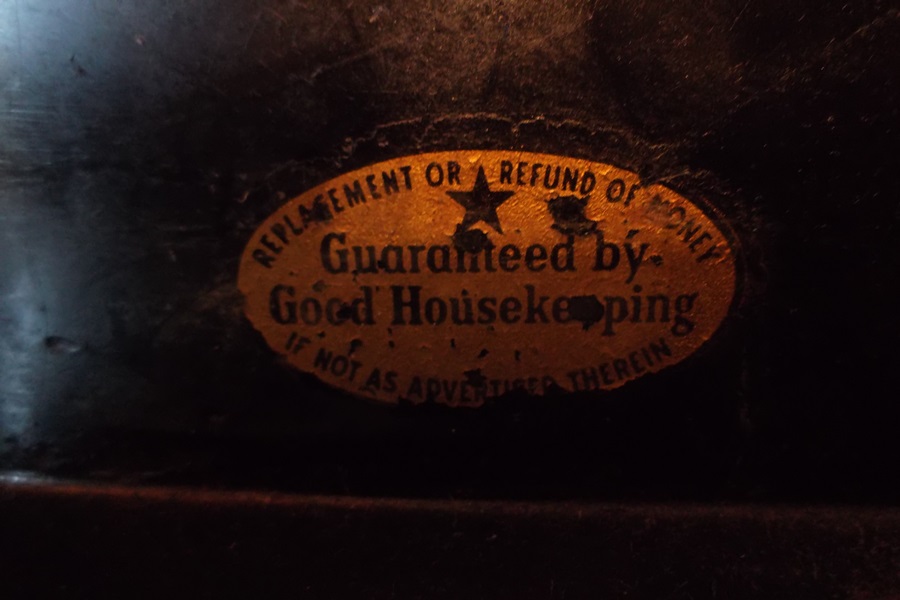 REPLACEMENT OR REFUND OF MONEY
Guaranteed by
Good Housekeeping
IF NOT AS ADVERTISED THEREIN